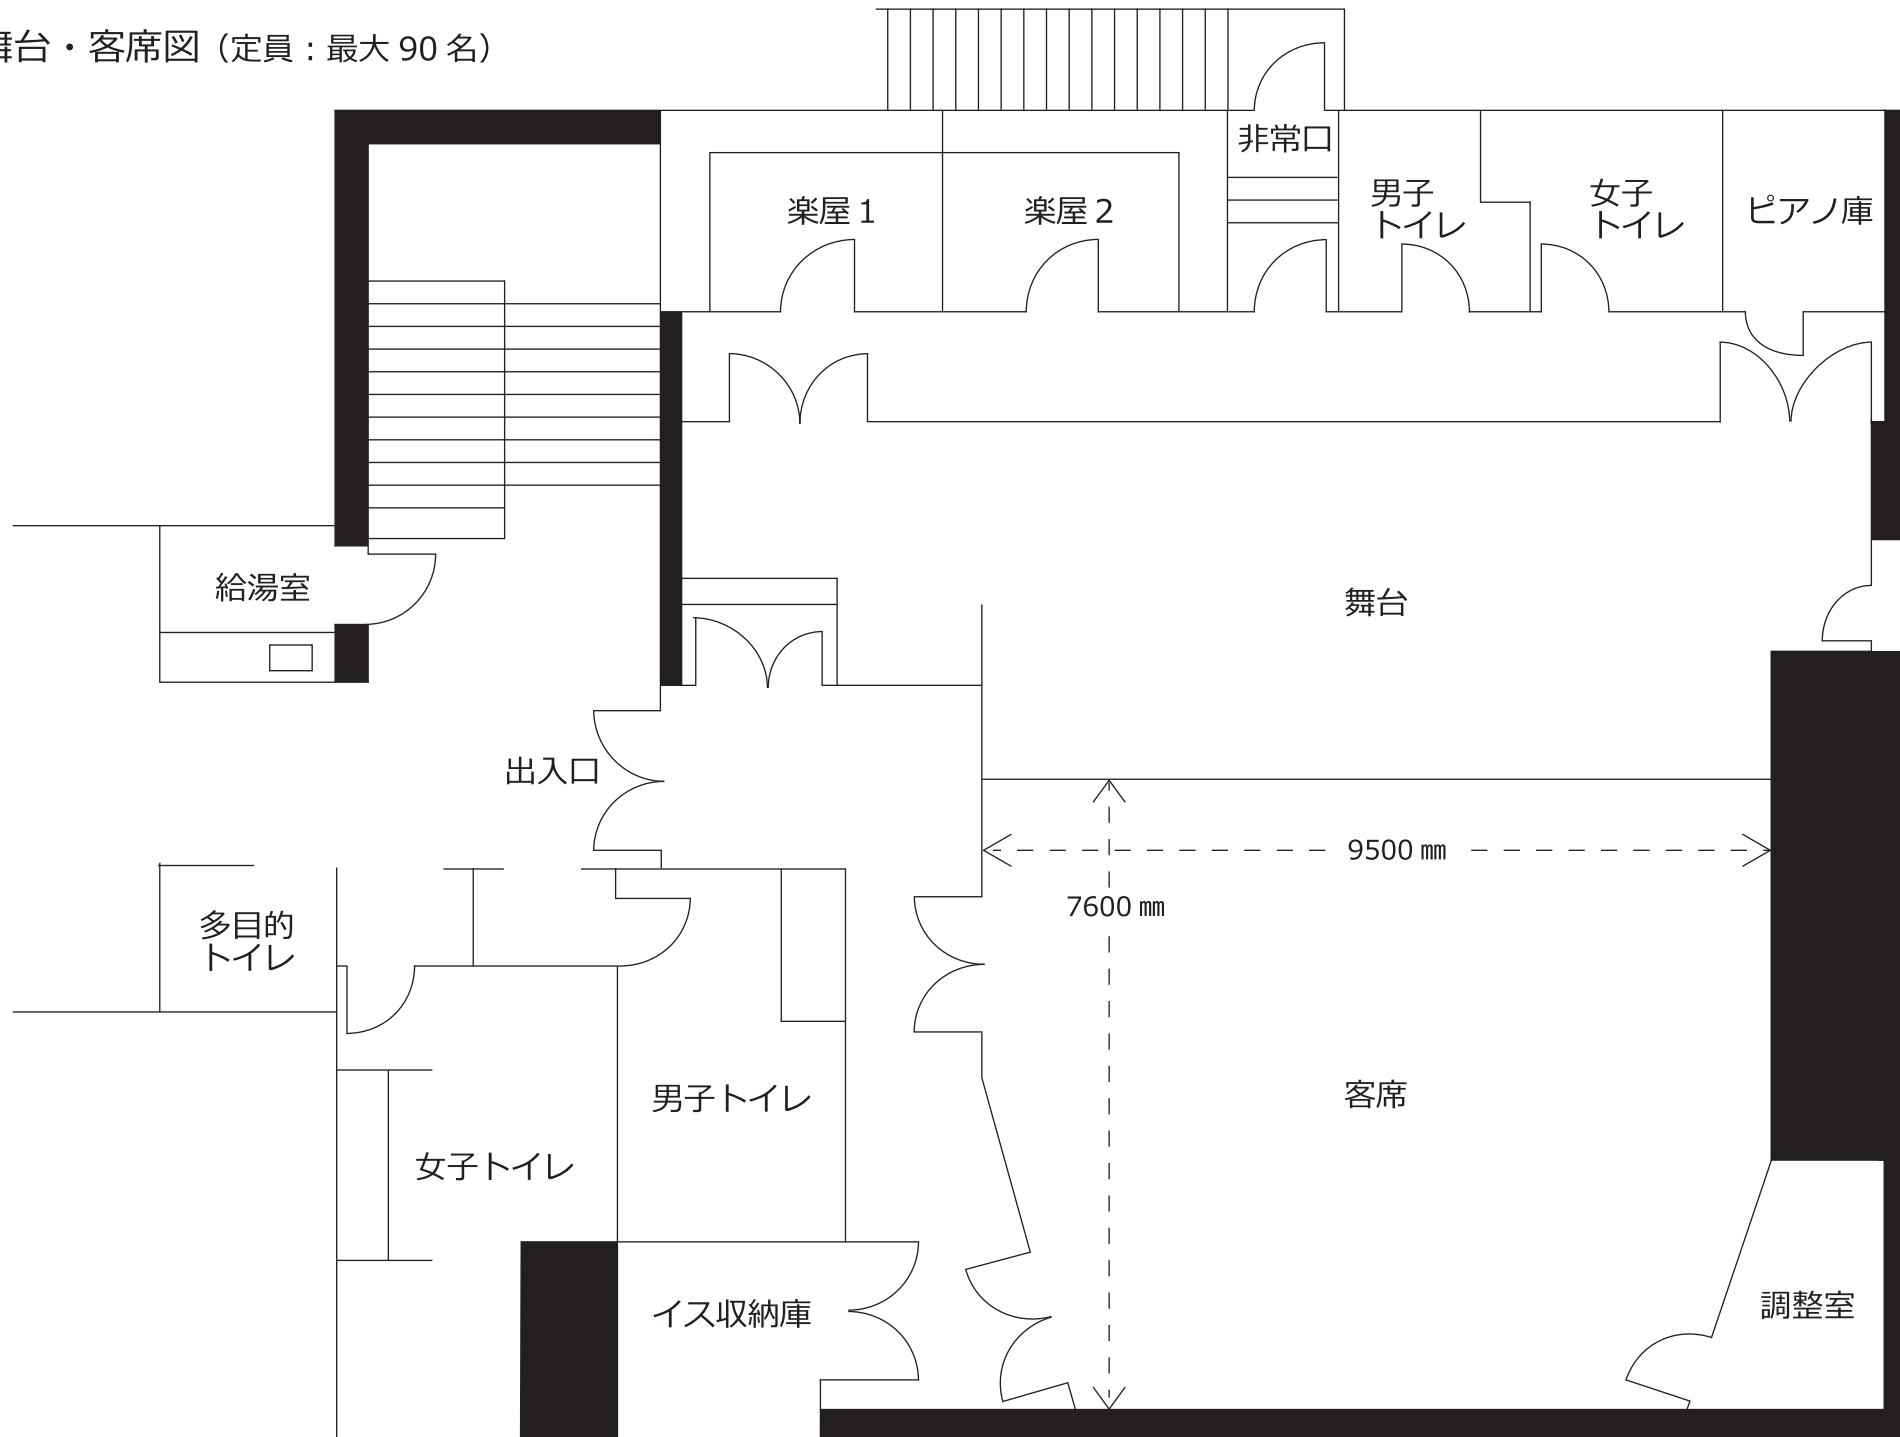 台・客席図（定員：最大 90 名）
非常口
男子
トイレ
女子
トイレ
ピアノ庫
楽屋 1
楽屋 2
給湯室
舞台
出入口
9500 ㎜
7600 ㎜
多目的
トイレ
客席
男子トイレ
女子トイレ
イス収納庫
調整室